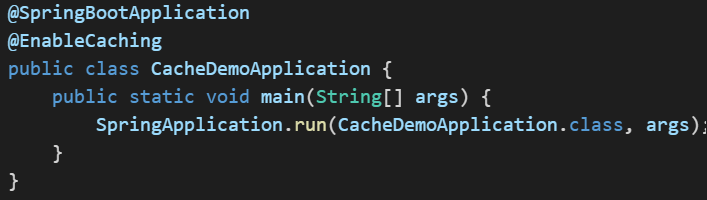 @SpringBootApplication
@EnableCaching
public class CacheDemoApplication {
    public static void main(String[] args) {
        SpringApplication.run(CacheDemoApplication.class, args);
    }
}